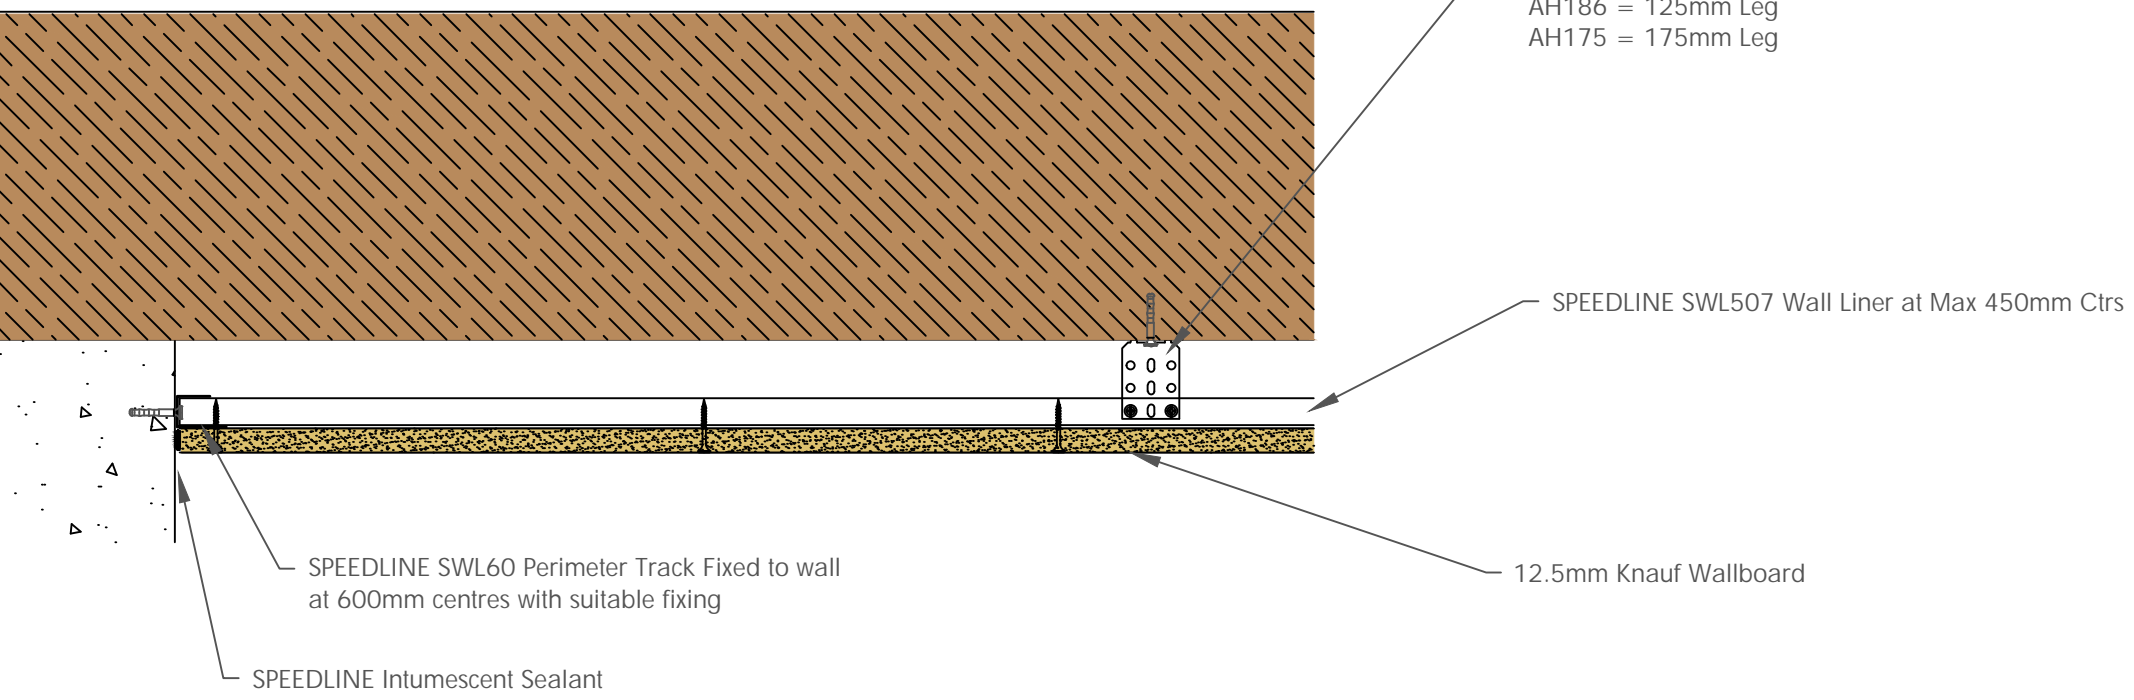 AH186 = 125mm Leg
AH175 = 175mm Leg
SPEEDLINE SWL507 Wall Liner at Max 450mm Ctrs
SPEEDLINE SWL60 Perimeter Track Fixed to wall
at 600mm centres with suitable fixing
12.5mm Knauf Wallboard
SPEEDLINE Intumescent Sealant